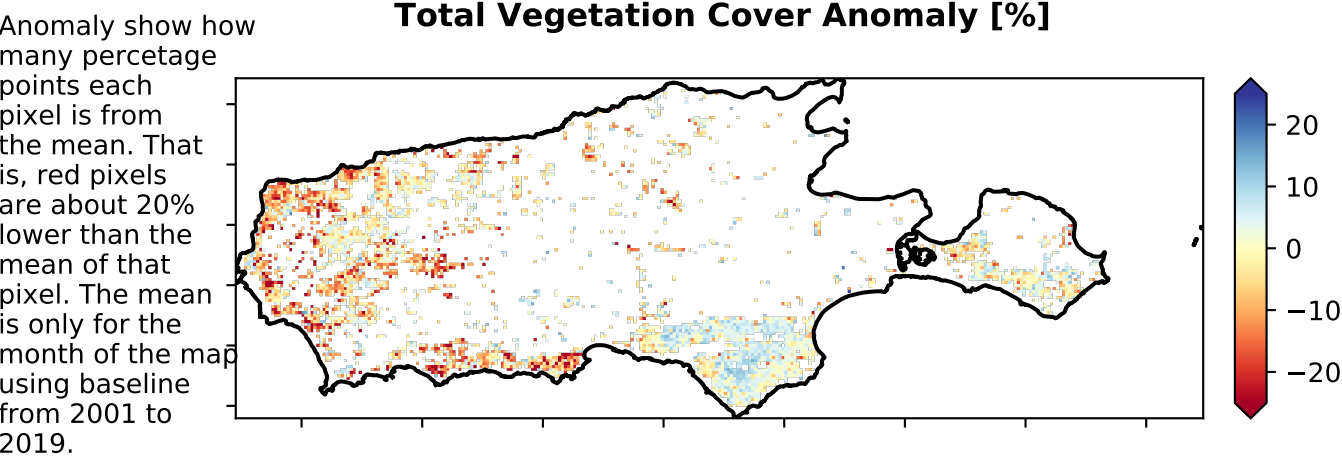 Total Vegetation Cover Anomaly [%]
Anomaly show how
many percetage
points each
pixel is from
the mean. That
is, red pixels
are about 20%
lower than the
mean of that
pixel. The mean
is only for the
month of the map
using baseline
from 2001 to
2019.
20
10
0
−10
−20